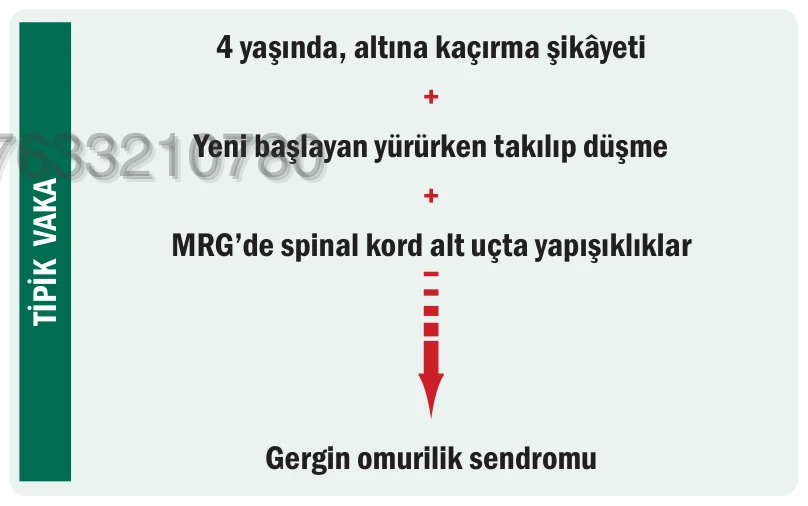 TİPİK VAKA
4 yaşında, altına kaçırma şikâyeti
+
Yeni başlayan yürürken takılıp düşme
+
MRG’de spinal kord alt uçta yapışıklıklar
Gergin omurilik sendromu
7633210780